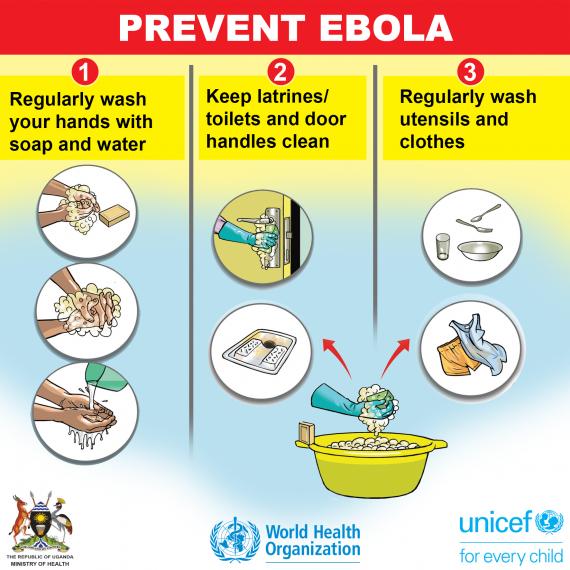 PREVENT EBOLA
1
Regularly wash
your hands with
soap and water
2
Keep latrines/
toilets and door
handles clean
3
Regularly wash
utensils and
clothes
THE REPUBLIC OF UGANDA
MINISTRY OF HEALTH
World Health
Organization
unicef
for every child